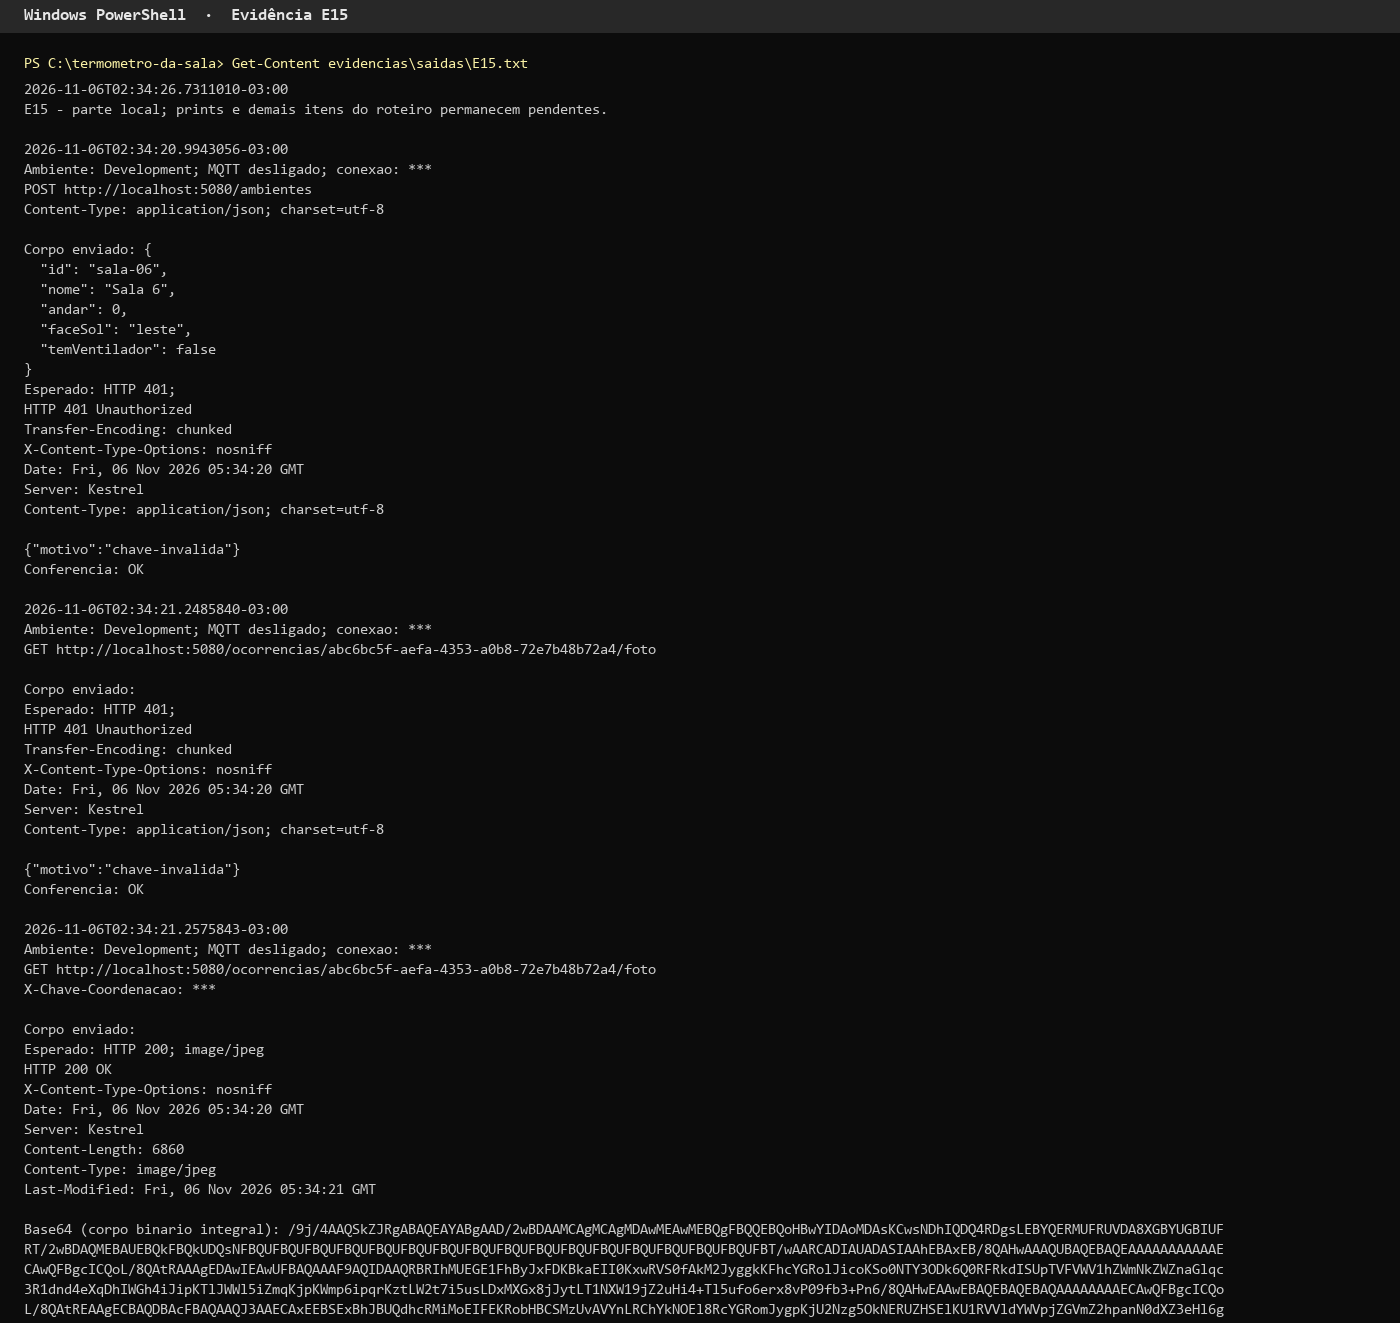 Windows PowerShell · Evidência E15
PS C:\termometro-da-sala> Get-Content evidencias\saidas\E15.txt
2026-11-06T02:34:26.7311010-03:00
E15 - parte local; prints e demais itens do roteiro permanecem pendentes.
2026-11-06T02:34:20.9943056-03:00
Ambiente: Development; MQTT desligado; conexao: ***
POST http://localhost:5080/ambientes
Content-Type: application/json; charset=utf-8
Corpo enviado: {
"id": "sala-06",
"nome": "Sala 6",
"andar": 0,
"faceSol": "leste",
"temVentilador": false
}
Esperado: HTTP 401;
HTTP 401 Unauthorized
Transfer-Encoding: chunked
X-Content-Type-Options: nosniff
Date: Fri, 06 Nov 2026 05:34:20 GMT
Server: Kestrel
Content-Type: application/json; charset=utf-8
{"motivo":"chave-invalida"}
Conferencia: OK
2026-11-06T02:34:21.2485840-03:00
Ambiente: Development; MQTT desligado; conexao: ***
GET http://localhost:5080/ocorrencias/abc6bc5f-aefa-4353-a0b8-72e7b48b72a4/foto
Corpo enviado:
Esperado: HTTP 401;
HTTP 401 Unauthorized
Transfer-Encoding: chunked
X-Content-Type-Options: nosniff
Date: Fri, 06 Nov 2026 05:34:20 GMT
Server: Kestrel
Content-Type: application/json; charset=utf-8
{"motivo":"chave-invalida"}
Conferencia: OK
2026-11-06T02:34:21.2575843-03:00
Ambiente: Development; MQTT desligado; conexao: ***
GET http://localhost:5080/ocorrencias/abc6bc5f-aefa-4353-a0b8-72e7b48b72a4/foto
X-Chave-Coordenacao: ***
Corpo enviado:
Esperado: HTTP 200; image/jpeg
HTTP 200 OK
X-Content-Type-Options: nosniff
Date: Fri, 06 Nov 2026 05:34:20 GMT
Server: Kestrel
Content-Length: 6860
Content-Type: image/jpeg
Last-Modified: Fri, 06 Nov 2026 05:34:21 GMT
Base64 (corpo binario integral):